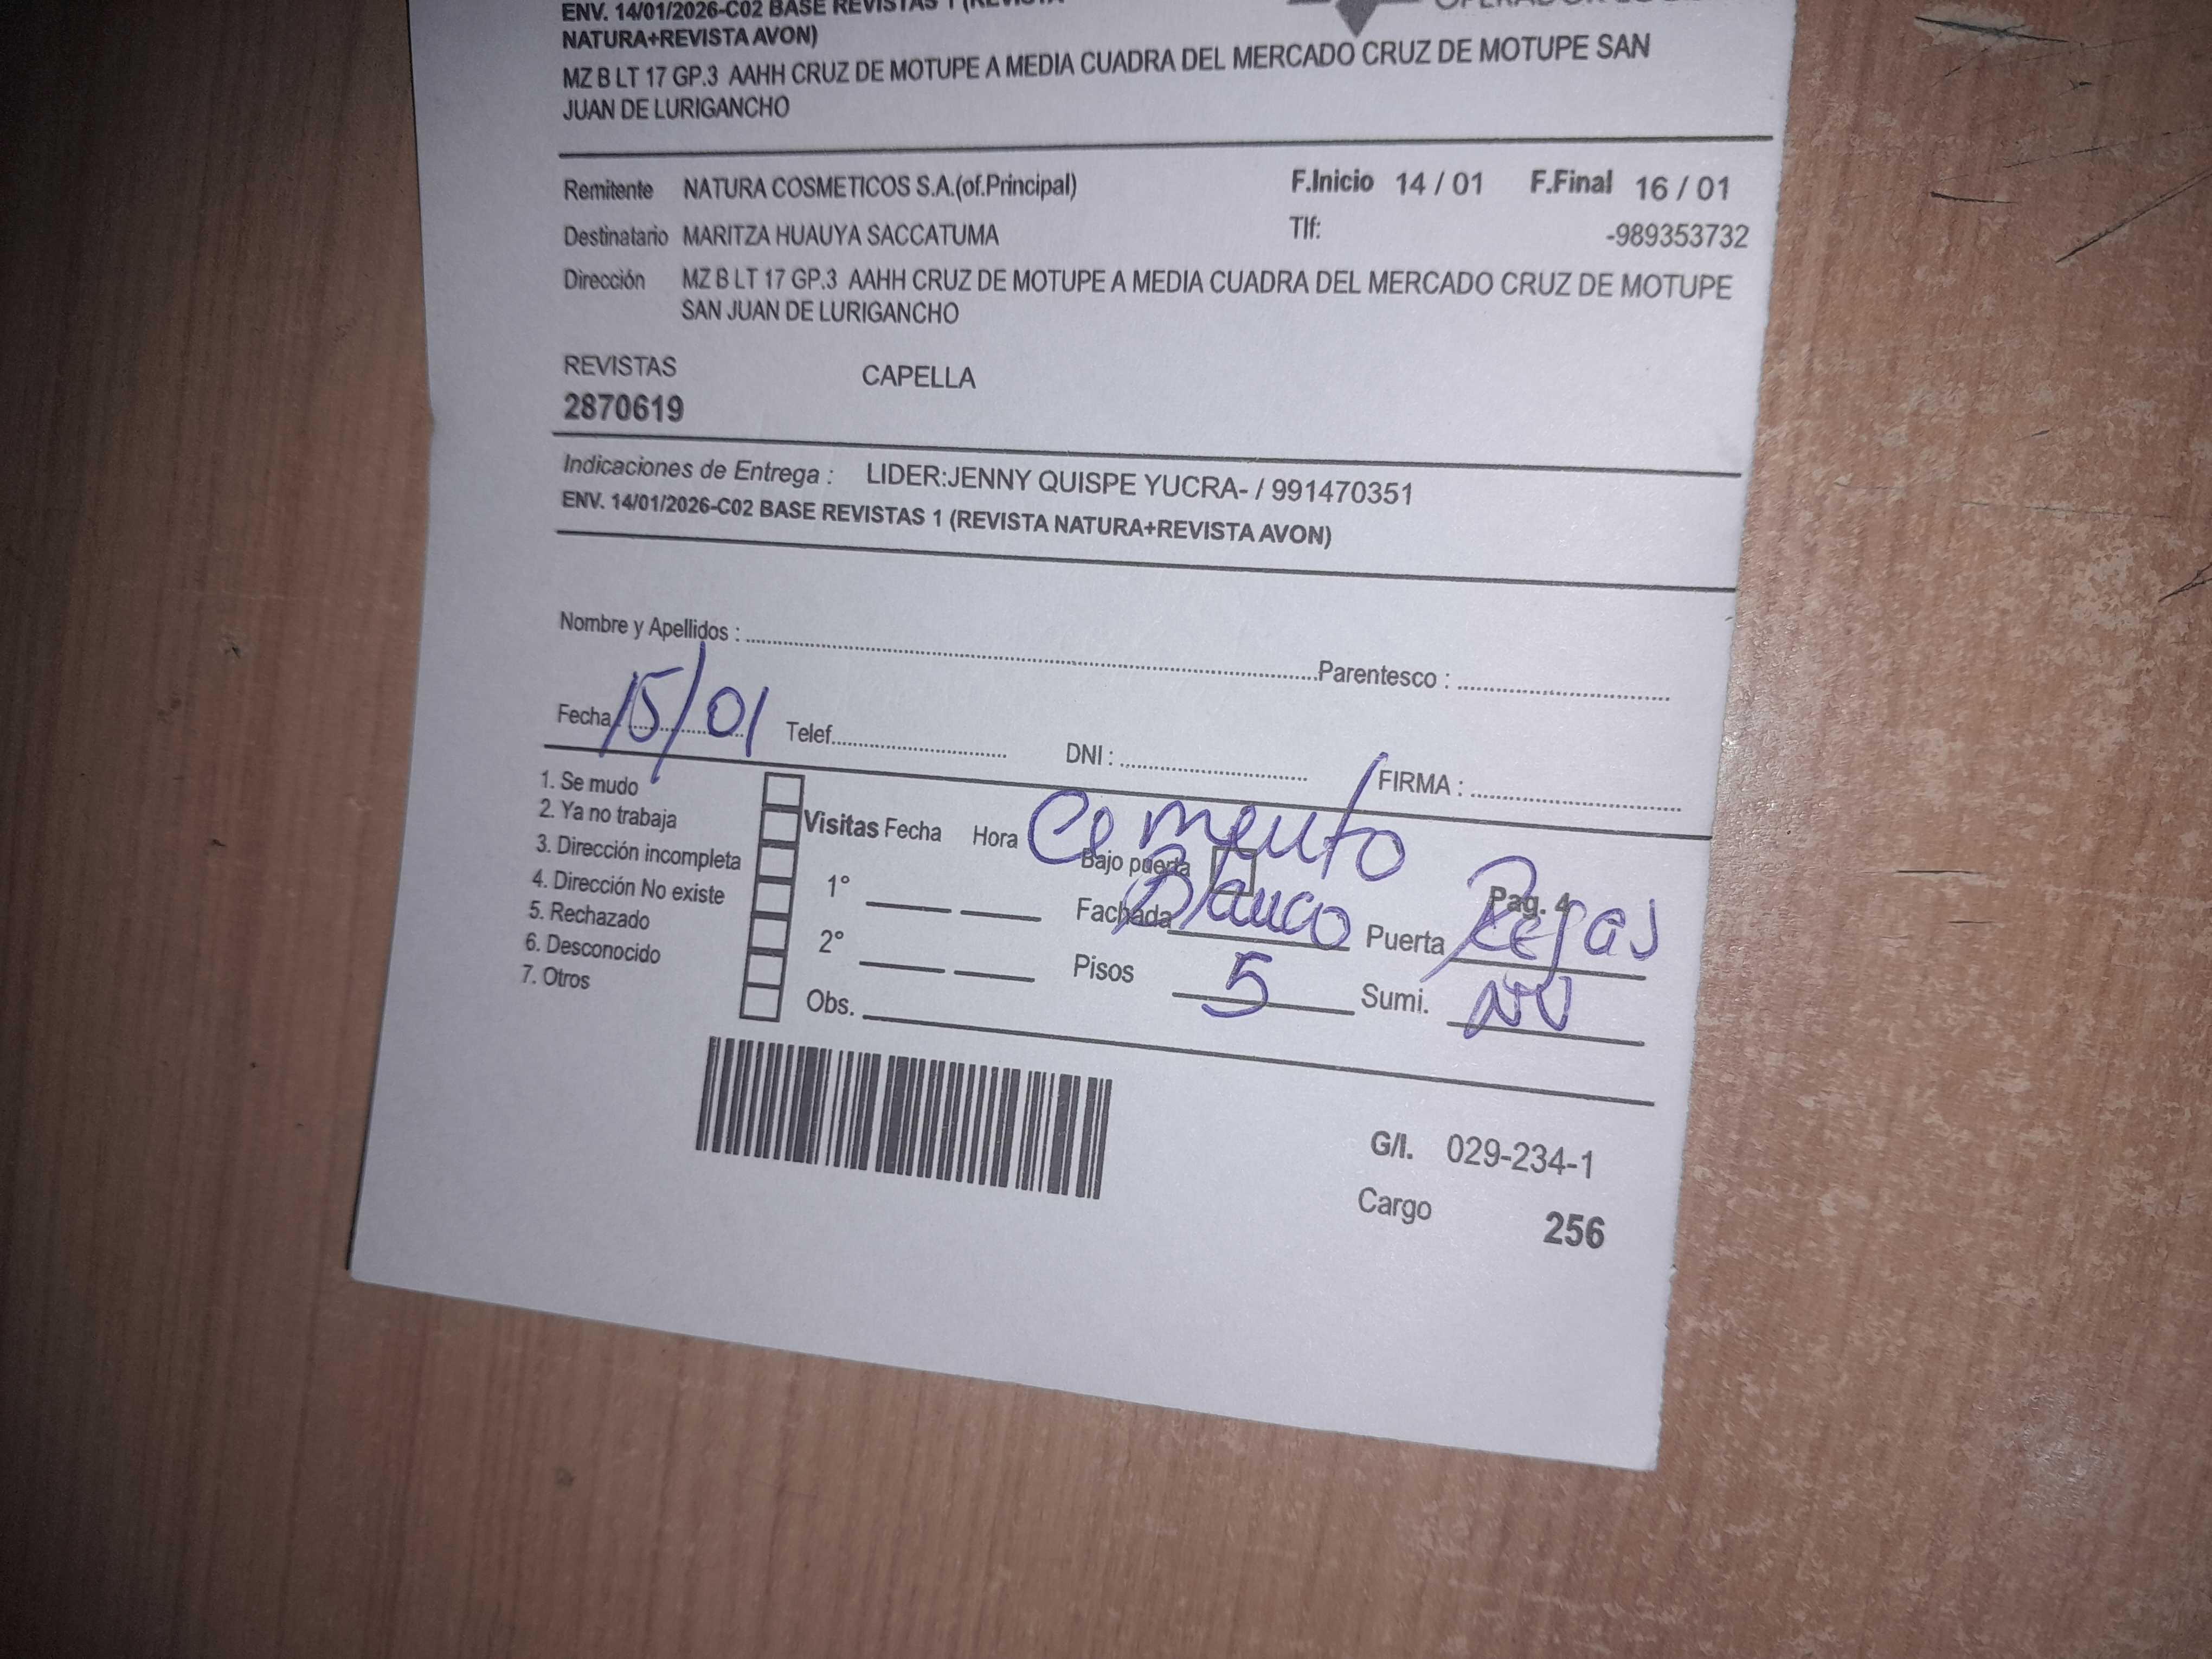 ENV. 14/01/2026-C02 BASE REVISTAS 1 (REVISTA
NATURA+REVISTA AVON)
MZ B LT 17 GP.3 AAHH CRUZ DE MOTUPE A MEDIA CUADRA DEL MERCADO CRUZ DE MOTUPE SAN
JUAN DE LURIGANCHO
Remitente NATURA COSMETICOS S.A.(of.Principal) F.Inicio 14 / 01 F.Final 16 / 01
Destinatario MARITZA HUAUYA SACCATUMA Tlf: -989353732
Dirección MZ B LT 17 GP.3 AAHH CRUZ DE MOTUPE A MEDIA CUADRA DEL MERCADO CRUZ DE MOTUPE
SAN JUAN DE LURIGANCHO
REVISTAS CAPELLA
2870619
Indicaciones de Entrega : LIDER:JENNY QUISPE YUCRA- / 991470351
ENV. 14/01/2026-C02 BASE REVISTAS 1 (REVISTA NATURA+REVISTA AVON)
Nombre y Apellidos : Parentesco :
Fecha 15/01 Telef. DNI : FIRMA :
1. Se mudo
2. Ya no trabaja Visitas Fecha Hora Cemento
3. Dirección incompleta Bajo puerta Pag. 4
4. Dirección No existe 1° Fachada Blanco Puerta Rejas
5. Rechazado
6. Desconocido 2° Pisos 5 Sumi.
7. Otros Obs.
G/I. 029-234-1
Cargo 256